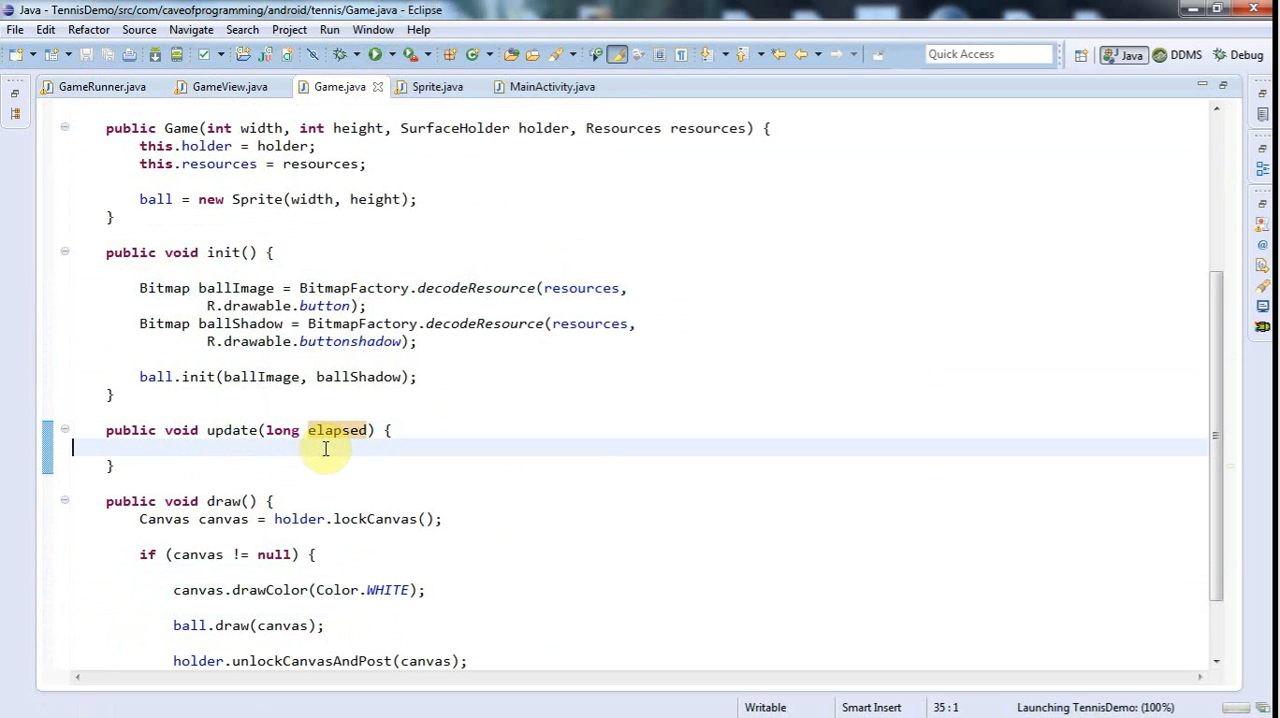 Java - TennisDemo/src/com/caveofprogramming/android/tennis/Game.java - Eclipse
File Edit Refactor Source Navigate Search Project Run Window Help
Quick Access Java DDMS Debug
GameRunner.java GameView.java Game.java Sprite.java MainActivity.java
public Game(int width, int height, SurfaceHolder holder, Resources resources) {
this.holder = holder;
this.resources = resources;
ball = new Sprite(width, height);
}
public void init() {
Bitmap ballImage = BitmapFactory.decodeResource(resources,
R.drawable.button);
Bitmap ballShadow = BitmapFactory.decodeResource(resources,
R.drawable.buttonshadow);
ball.init(ballImage, ballShadow);
}
public void update(long elapsed) {
}
public void draw() {
Canvas canvas = holder.lockCanvas();
if (canvas != null) {
canvas.drawColor(Color.WHITE);
ball.draw(canvas);
holder.unlockCanvasAndPost(canvas);
Writable Smart Insert 35 : 1 Launching TennisDemo: (100%)